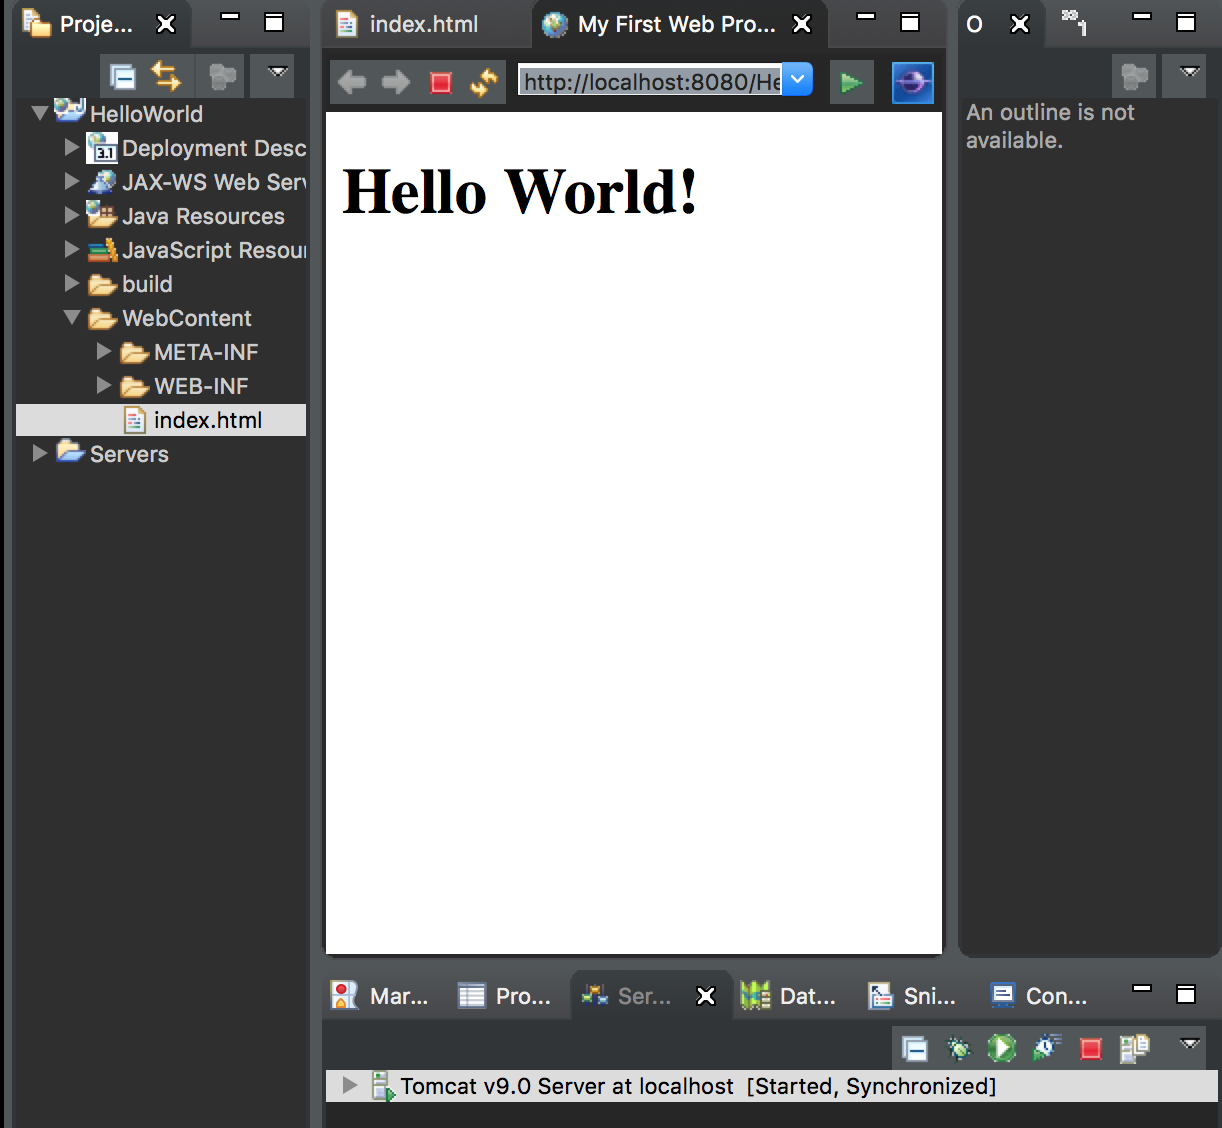 Proje...
HelloWorld
3.1 Deployment Desc
JAX-WS Web Serv
Java Resources
JavaScript Resour
build
WebContent
META-INF
WEB-INF
index.html
Servers
index.html
My First Web Pro...
http://localhost:8080/He
Hello World!
O
An outline is not
available.
Mar...
Pro...
Ser...
Dat...
Sni...
Con...
Tomcat v9.0 Server at localhost [Started, Synchronized]